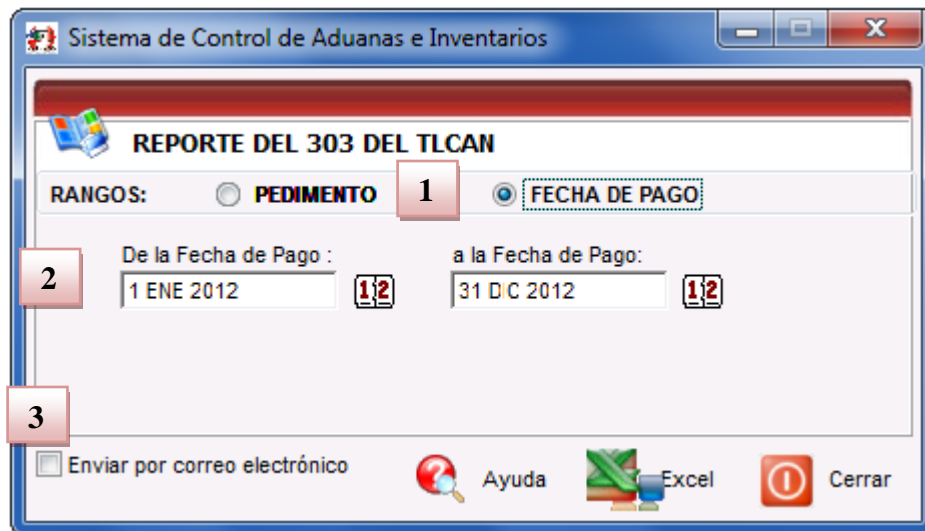 Sistema de Control de Aduanas e Inventarios
REPORTE DEL 303 DEL TLCAN
RANGOS: PEDIMENTO 1 FECHA DE PAGO
De la Fecha de Pago : a la Fecha de Pago:
2 1 ENE 2012 12 31 DIC 2012 12
3
Enviar por correo electrónico Ayuda Excel Cerrar